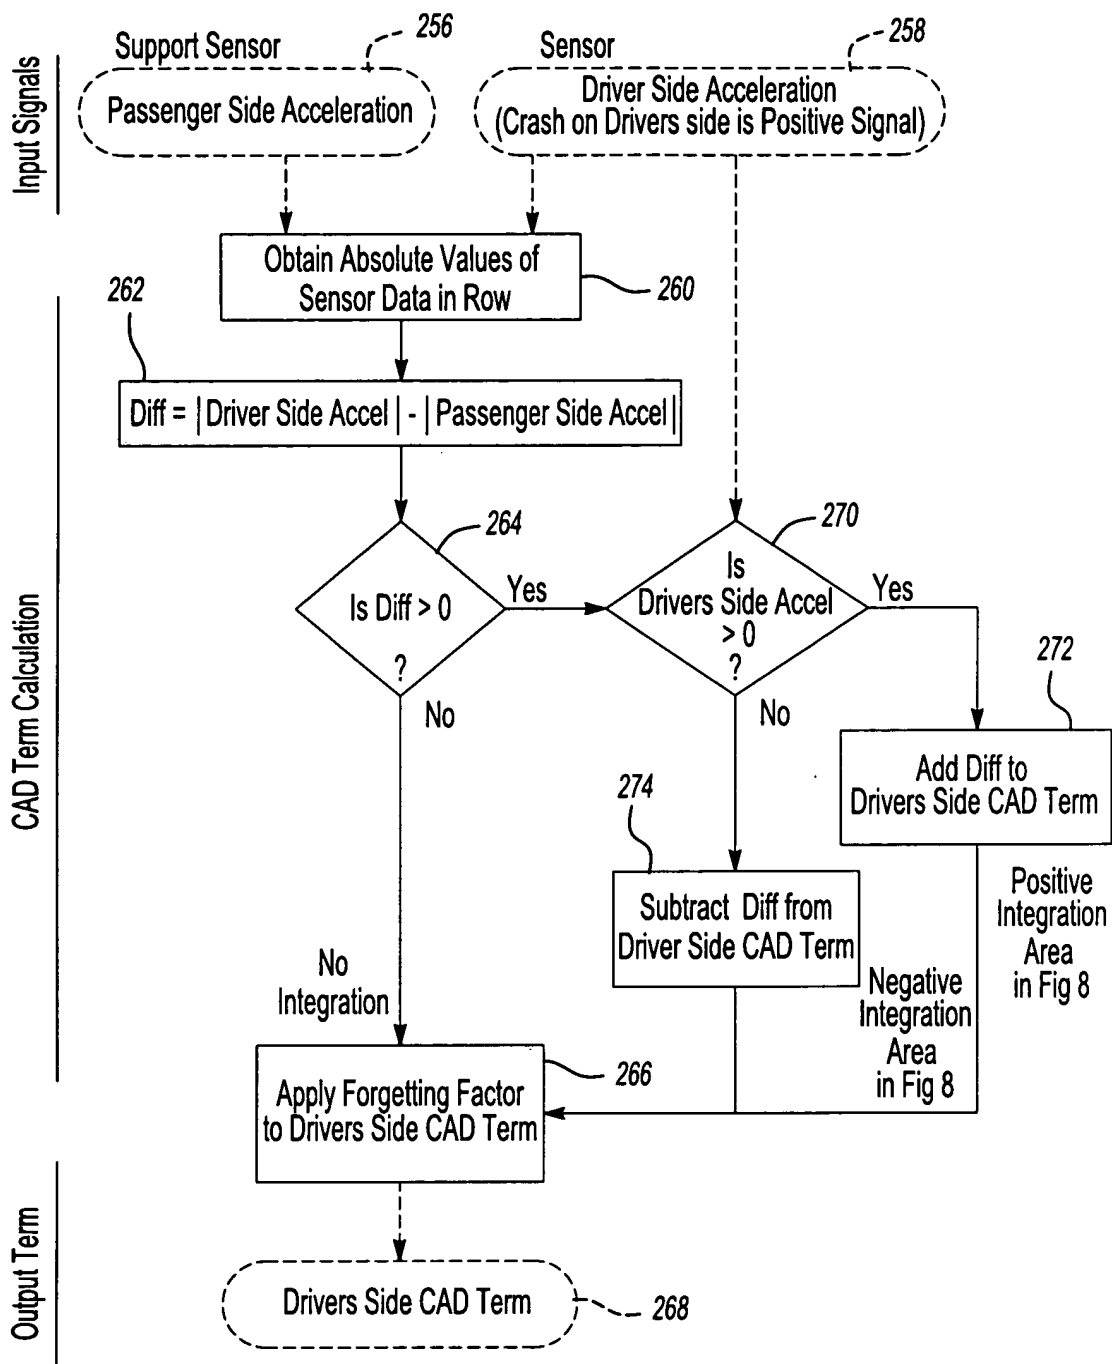 Input Signals
Support Sensor
256
Passenger Side Acceleration
Sensor
258
Driver Side Acceleration
(Crash on Drivers side is Positive Signal)
CAD Term Calculation
Obtain Absolute Values of
Sensor Data in Row
260
262
Diff = |Driver Side Accel| - |Passenger Side Accel|
264
Is Diff > 0
?
Yes
No
270
Is
Drivers Side Accel
> 0
?
Yes
No
272
Add Diff to
Drivers Side CAD Term
274
Subtract Diff from
Driver Side CAD Term
Positive
Integration
Area
in Fig 8
Negative
Integration
Area
in Fig 8
No
Integration
Apply Forgetting Factor
to Drivers Side CAD Term
266
Output Term
Drivers Side CAD Term
268